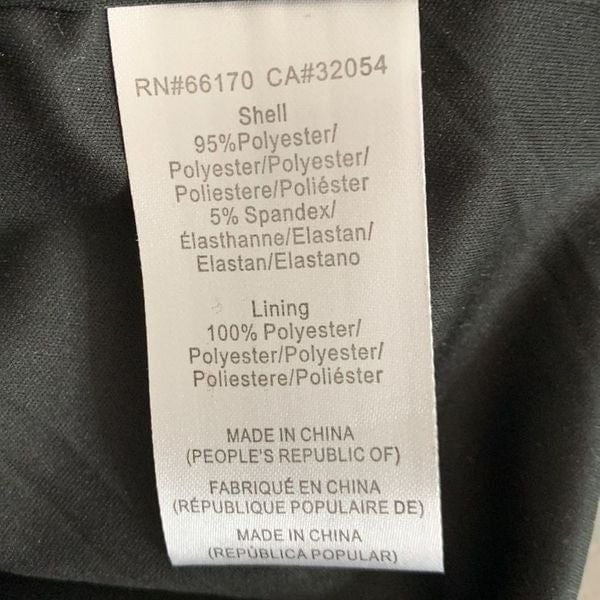 RN#66170 CA#32054
Shell
95%Polyester/
Polyester/Polyester/
Poliestere/Poliéster
5% Spandex/
Élasthanne/Elastan/
Elastan/Elastano
Lining
100% Polyester/
Polyester/Polyester/
Poliestere/Poliéster
MADE IN CHINA
(PEOPLE'S REPUBLIC OF)
FABRIQUÉ EN CHINA
(RÉPUBLIQUE POPULAIRE DE)
MADE IN CHINA
(REPÚBLICA POPULAR)